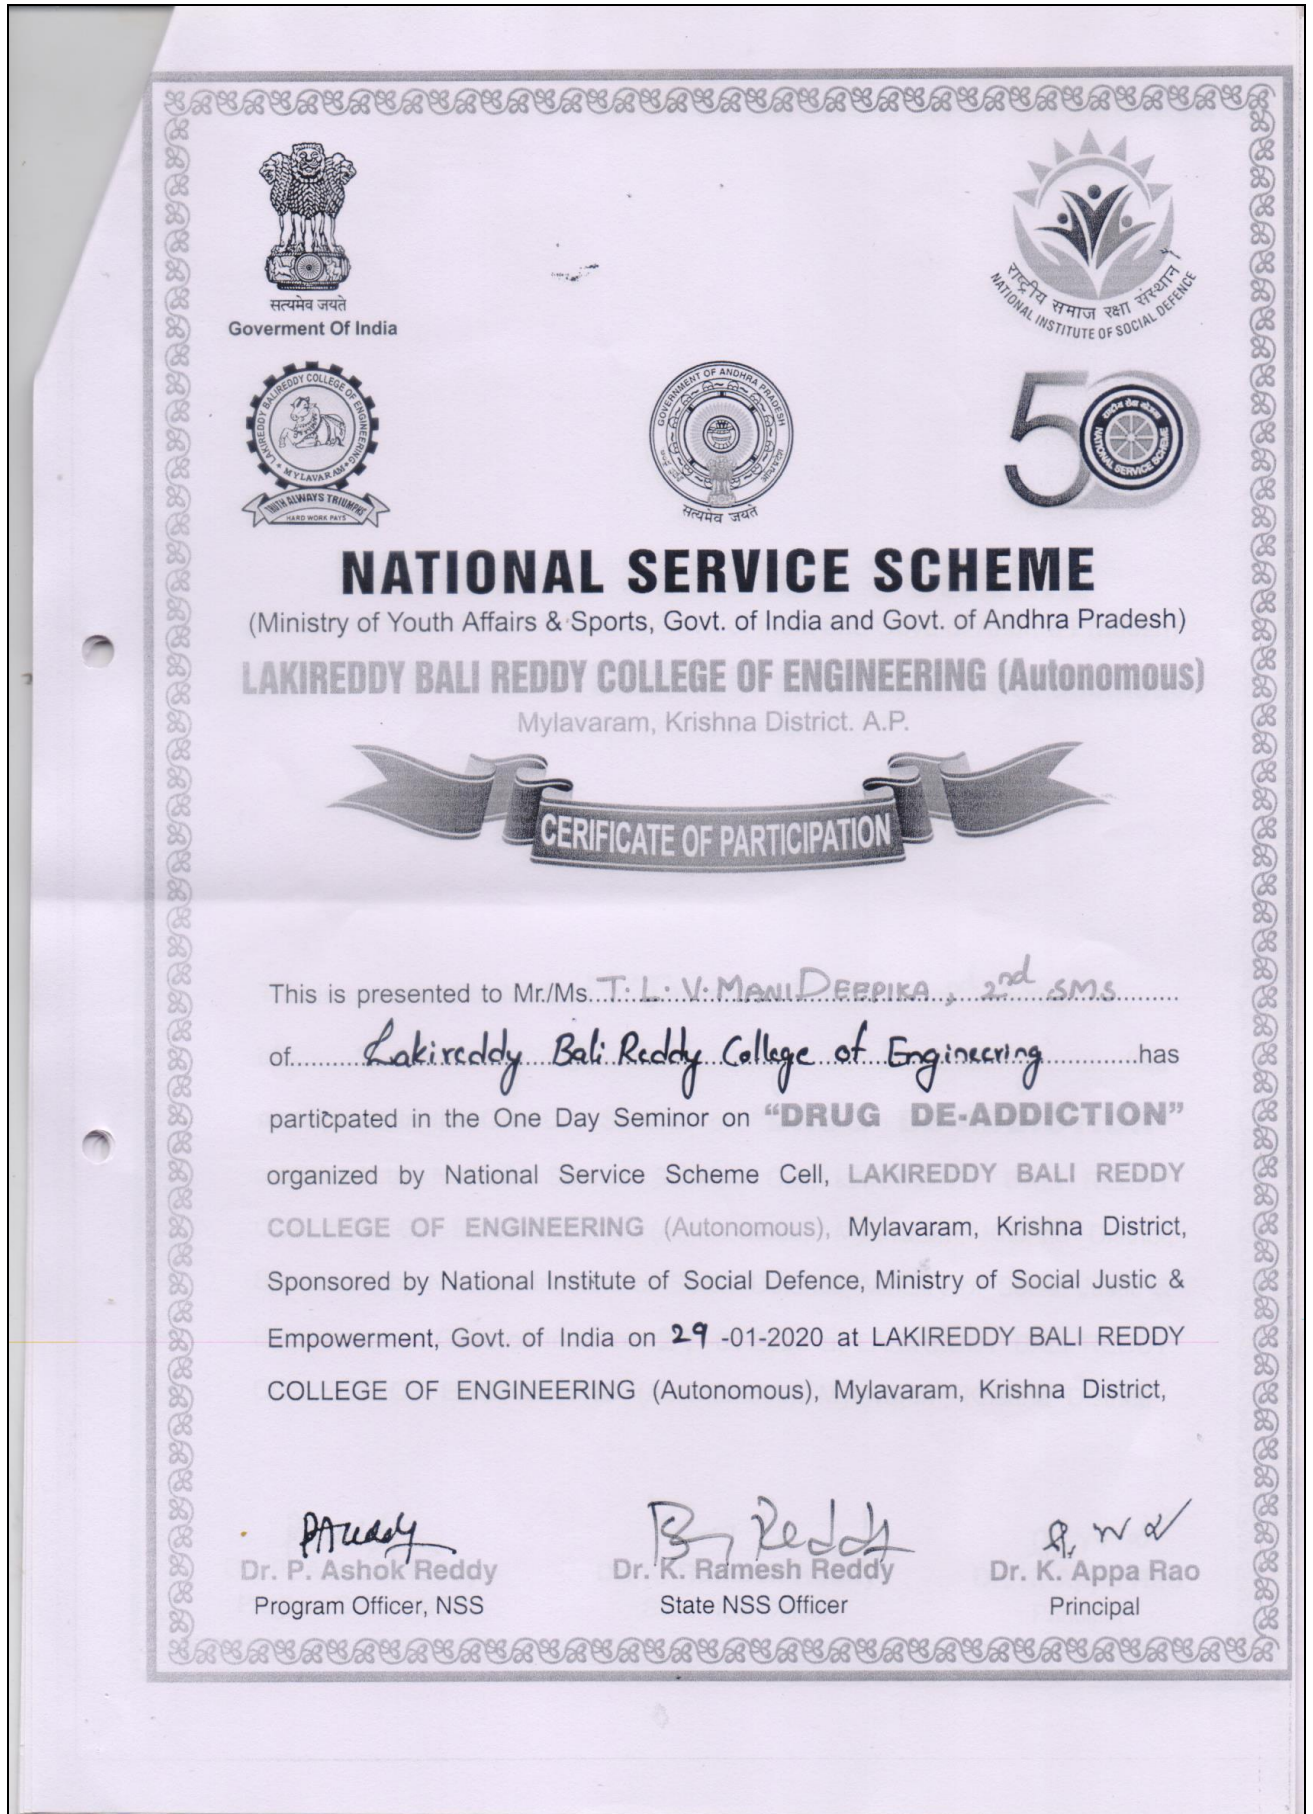 सत्यमेव जयते
Goverment Of India
राष्ट्रीय समाज रक्षा संस्थान
NATIONAL INSTITUTE OF SOCIAL DEFENCE
LAKIREDDY BALIREDDY COLLEGE OF ENGINEERING
* MYLAVARAM *
TRUTH ALWAYS TRIUMPHS
HARD WORK PAYS
GOVERNMENT OF ANDHRA PRADESH
सत्यमेव जयते
50
राष्ट्रीय सेवा योजना
NATIONAL SERVICE SCHEME
NATIONAL SERVICE SCHEME
(Ministry of Youth Affairs & Sports, Govt. of India and Govt. of Andhra Pradesh)
LAKIREDDY BALI REDDY COLLEGE OF ENGINEERING (Autonomous)
Mylavaram, Krishna District. A.P.
CERIFICATE OF PARTICIPATION
This is presented to Mr./Ms. T. L. V. MANI DEEPIKA, 2nd SMS
of Lakireddy Bali Reddy College of Engineering has
particpated in the One Day Seminor on “DRUG DE-ADDICTION”
organized by National Service Scheme Cell, LAKIREDDY BALI REDDY
COLLEGE OF ENGINEERING (Autonomous), Mylavaram, Krishna District,
Sponsored by National Institute of Social Defence, Ministry of Social Justic &
Empowerment, Govt. of India on 29 -01-2020 at LAKIREDDY BALI REDDY
COLLEGE OF ENGINEERING (Autonomous), Mylavaram, Krishna District,
PAReddy
Reddy
Dr. P. Ashok Reddy
Dr. K. Ramesh Reddy
Dr. K. Appa Rao
Program Officer, NSS
State NSS Officer
Principal